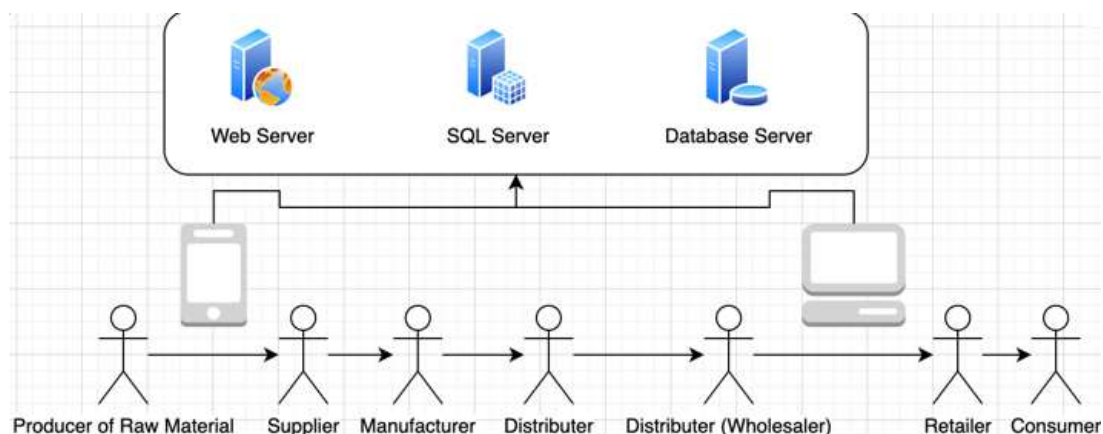 Web Server
SQL Server
Database Server
Producer of Raw Material
Supplier
Manufacturer
Distributer
Distributer (Wholesaler)
Retailer
Consumer